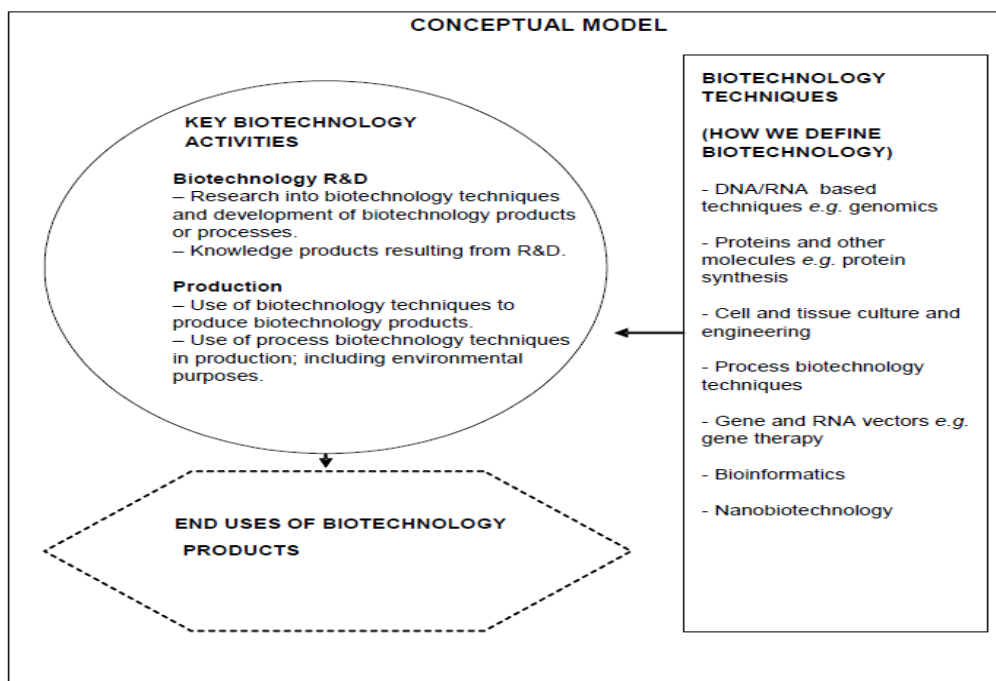 CONCEPTUAL MODEL
KEY BIOTECHNOLOGY
ACTIVITIES
Biotechnology R&D
– Research into biotechnology techniques
and development of biotechnology products
or processes.
– Knowledge products resulting from R&D.
Production
– Use of biotechnology techniques to
produce biotechnology products.
– Use of process biotechnology techniques
in production; including environmental
purposes.
END USES OF BIOTECHNOLOGY
PRODUCTS
BIOTECHNOLOGY
TECHNIQUES
(HOW WE DEFINE
BIOTECHNOLOGY)
- DNA/RNA based
techniques e.g. genomics
- Proteins and other
molecules e.g. protein
synthesis
- Cell and tissue culture and
engineering
- Process biotechnology
techniques
- Gene and RNA vectors e.g.
gene therapy
- Bioinformatics
- Nanobiotechnology